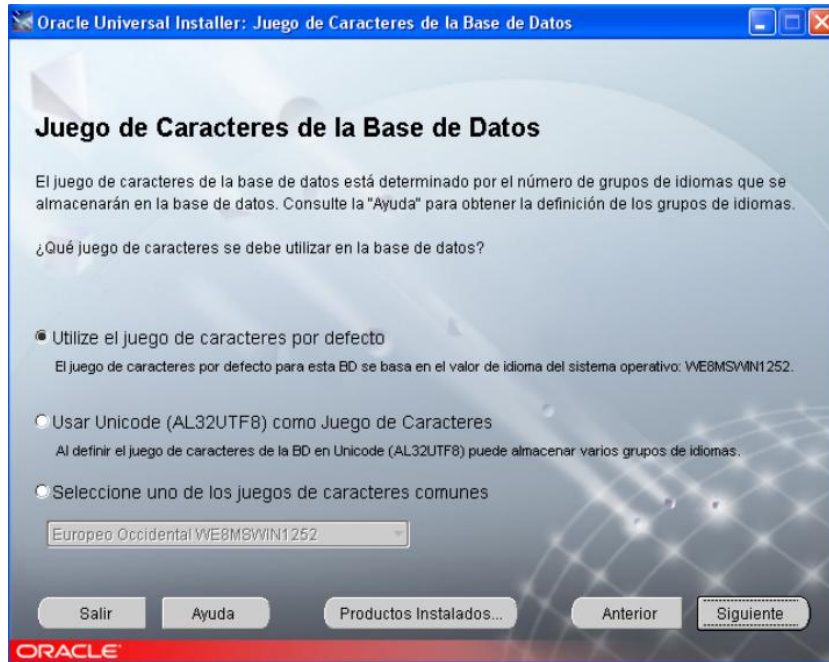 Oracle Universal Installer: Juego de Caracteres de la Base de Datos
Juego de Caracteres de la Base de Datos
El juego de caracteres de la base de datos está determinado por el número de grupos de idiomas que se
almacenarán en la base de datos. Consulte la "Ayuda" para obtener la definición de los grupos de idiomas.
¿Qué juego de caracteres se debe utilizar en la base de datos?
Utilize el juego de caracteres por defecto
El juego de caracteres por defecto para esta BD se basa en el valor de idioma del sistema operativo: WE8MSWIN1252.
Usar Unicode (AL32UTF8) como Juego de Caracteres
Al definir el juego de caracteres de la BD en Unicode (AL32UTF8) puede almacenar varios grupos de idiomas.
Seleccione uno de los juegos de caracteres comunes
Europeo Occidental WE8MSWIN1252
Salir Ayuda Productos Instalados... Anterior Siguiente
ORACLE